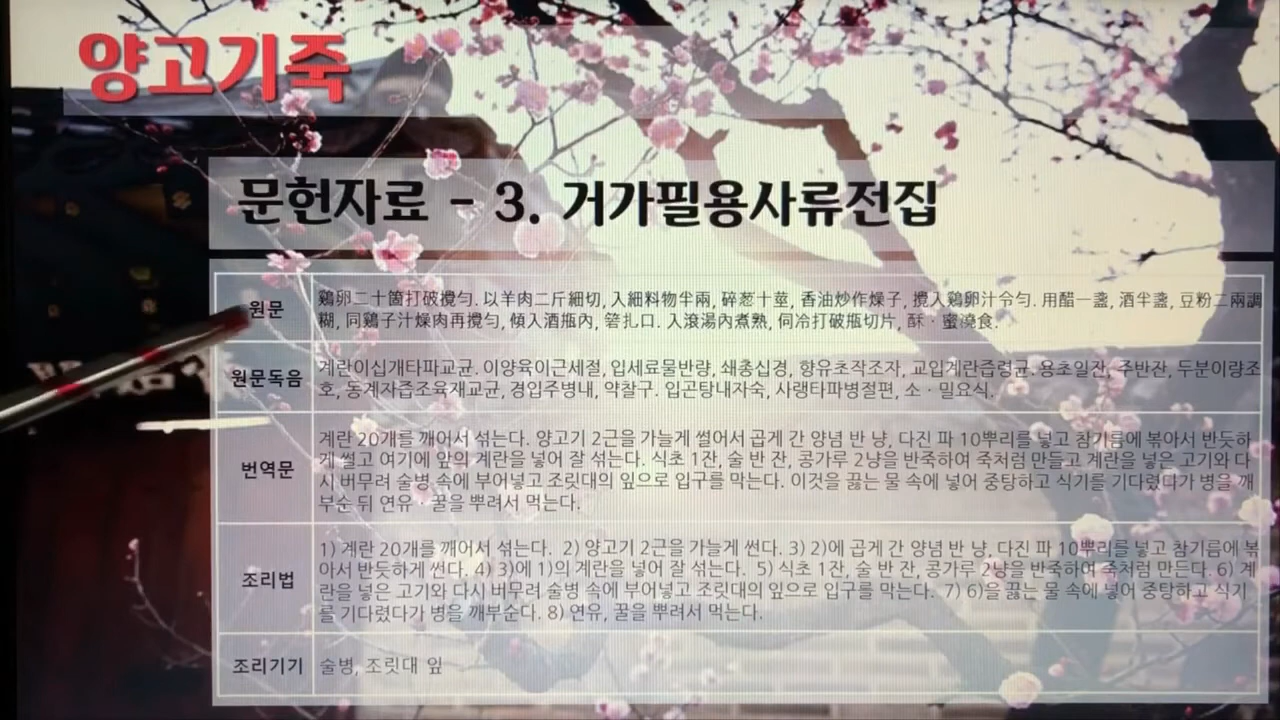 양고기죽
문헌자료 - 3. 거가필용사류전집
원문
鷄卵二十箇打破攪勻. 以羊肉二斤細切, 入細料物半兩, 碎葱十莖, 香油炒作燥子, 攪入鷄卵汁令勻. 用醋一盞, 酒半盞, 豆粉二兩調
糊, 同鷄子汁燥肉再攪勻, 傾入酒甁內, 箬扎口. 入滾湯內煮熟, 伺冷打破甁切片, 酥 · 蜜澆食.
원문독음
계란이십개타파교균. 이양육이근세절, 입세료물반량, 쇄총십경, 향유초작조자, 교입계란즙령균. 용초일잔, 주반잔, 두분이량조
호, 동계자즙조육재교균, 경입주병내, 약찰구. 입곤탕내자숙, 사랭타파병절편, 소 · 밀요식.
번역문
계란 20개를 깨어서 섞는다. 양고기 2근을 가늘게 썰어서 곱게 간 양념 반 냥, 다진 파 10뿌리를 넣고 참기름에 볶아서 반듯하
게 썰고 여기에 앞의 계란을 넣어 잘 섞는다. 식초 1잔, 술 반 잔, 콩가루 2냥을 반죽하여 죽처럼 만들고 계란을 넣은 고기와 다
시 버무려 술병 속에 부어넣고 조릿대의 잎으로 입구를 막는다. 이것을 끓는 물 속에 넣어 중탕하고 식기를 기다렸다가 병을 깨
부순 뒤 연유 · 꿀을 뿌려서 먹는다.
조리법
1) 계란 20개를 깨어서 섞는다. 2) 양고기 2근을 가늘게 썬다. 3) 2)에 곱게 간 양념 반 냥, 다진 파 10뿌리를 넣고 참기름에 볶
아서 반듯하게 썬다. 4) 3)에 1)의 계란을 넣어 잘 섞는다. 5) 식초 1잔, 술 반 잔, 콩가루 2냥을 반죽하여 죽처럼 만든다. 6) 계
란을 넣은 고기와 다시 버무려 술병 속에 부어넣고 조릿대의 잎으로 입구를 막는다. 7) 6)을 끓는 물 속에 넣어 중탕하고 식기
를 기다렸다가 병을 깨부순다. 8) 연유, 꿀을 뿌려서 먹는다.
조리기기
술병, 조릿대 잎